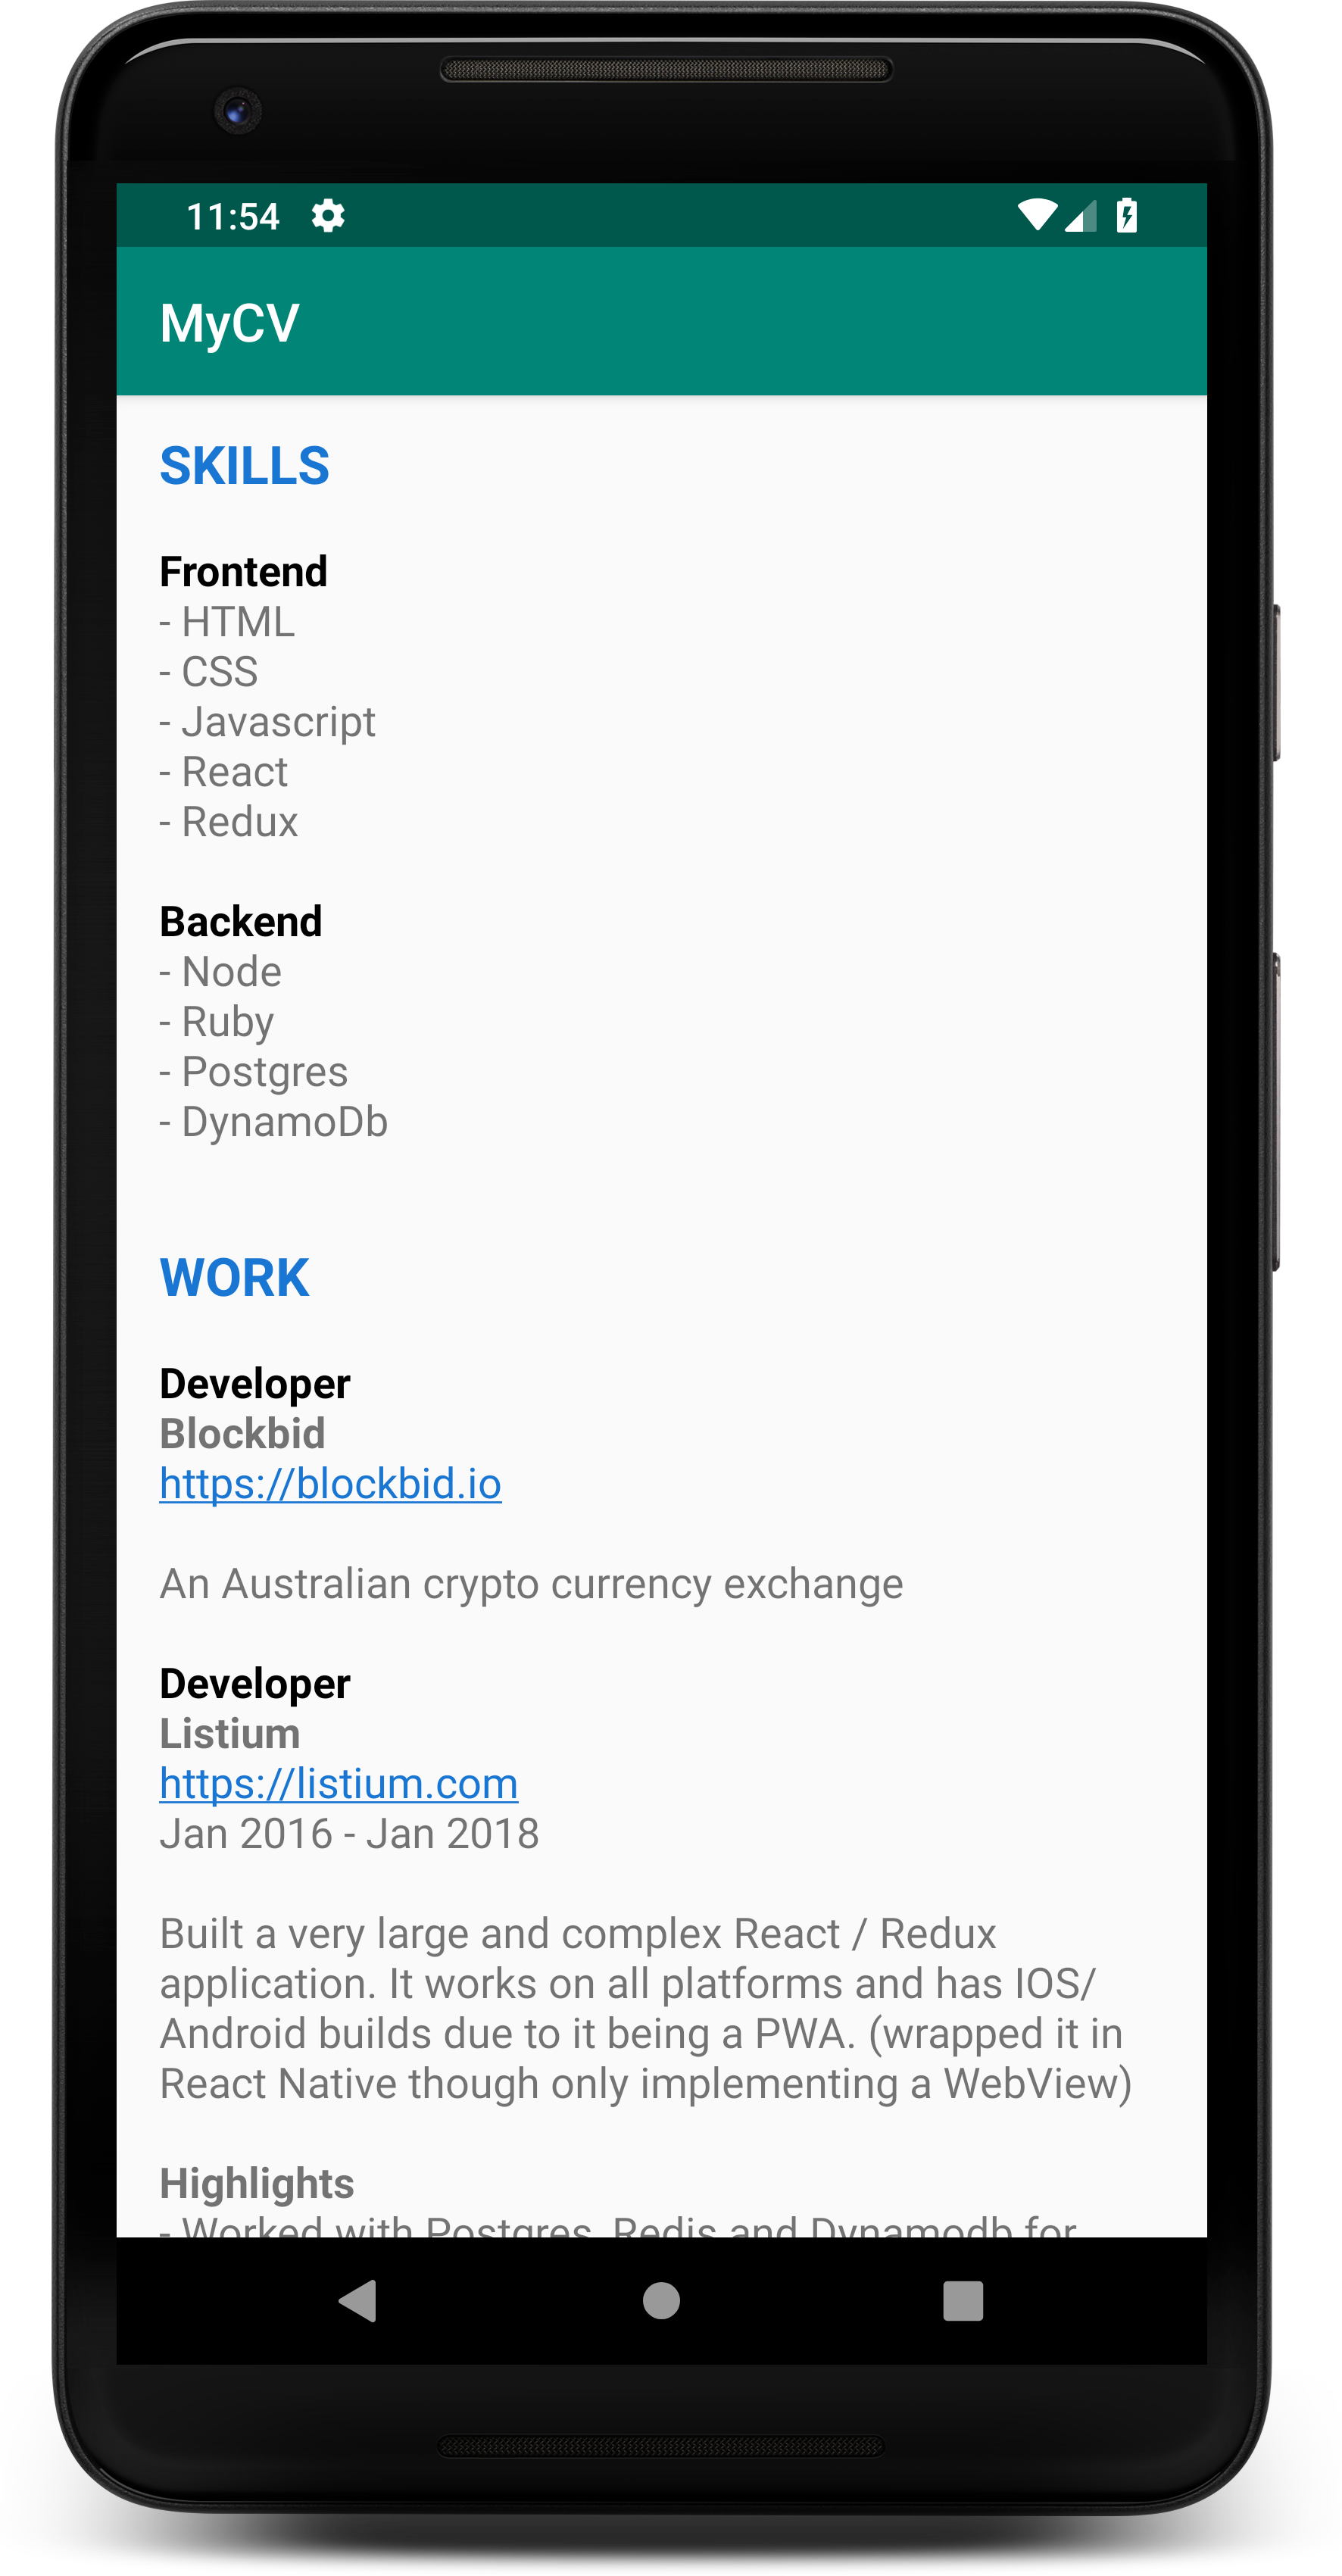 11:54
MyCV
SKILLS
Frontend
- HTML
- CSS
- Javascript
- React
- Redux
Backend
- Node
- Ruby
- Postgres
- DynamoDb
WORK
Developer
Blockbid
https://blockbid.io
An Australian crypto currency exchange
Developer
Listium
https://listium.com
Jan 2016 - Jan 2018
Built a very large and complex React / Redux
application. It works on all platforms and has IOS/
Android builds due to it being a PWA. (wrapped it in
React Native though only implementing a WebView)
Highlights
- Worked with Postgres, Redis and Dynamodb for